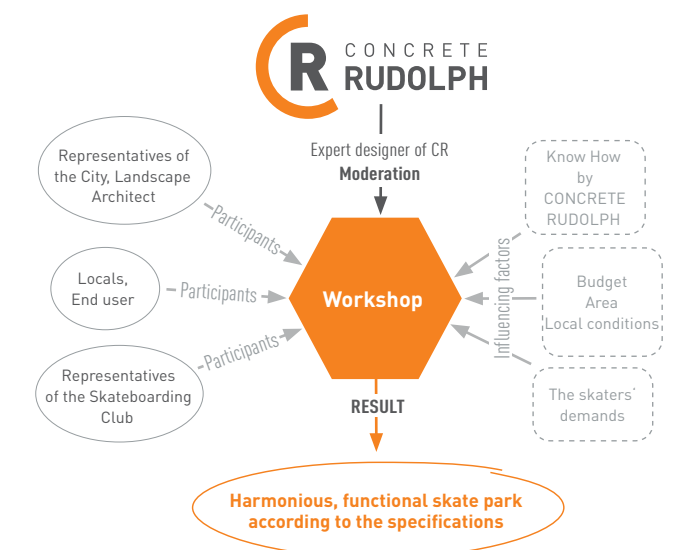 R
CONCRETE
RUDOLPH
Expert designer of CR
Moderation
Representatives of
the City, Landscape
Architect
Participants
Locals,
End user
Participants
Representatives
of the Skateboarding
Club
Participants
Workshop
Influencing factors
Know How
by
CONCRETE
RUDOLPH
Budget
Area
Local conditions
The skaters´
demands
RESULT
Harmonious, functional skate park
according to the specifications